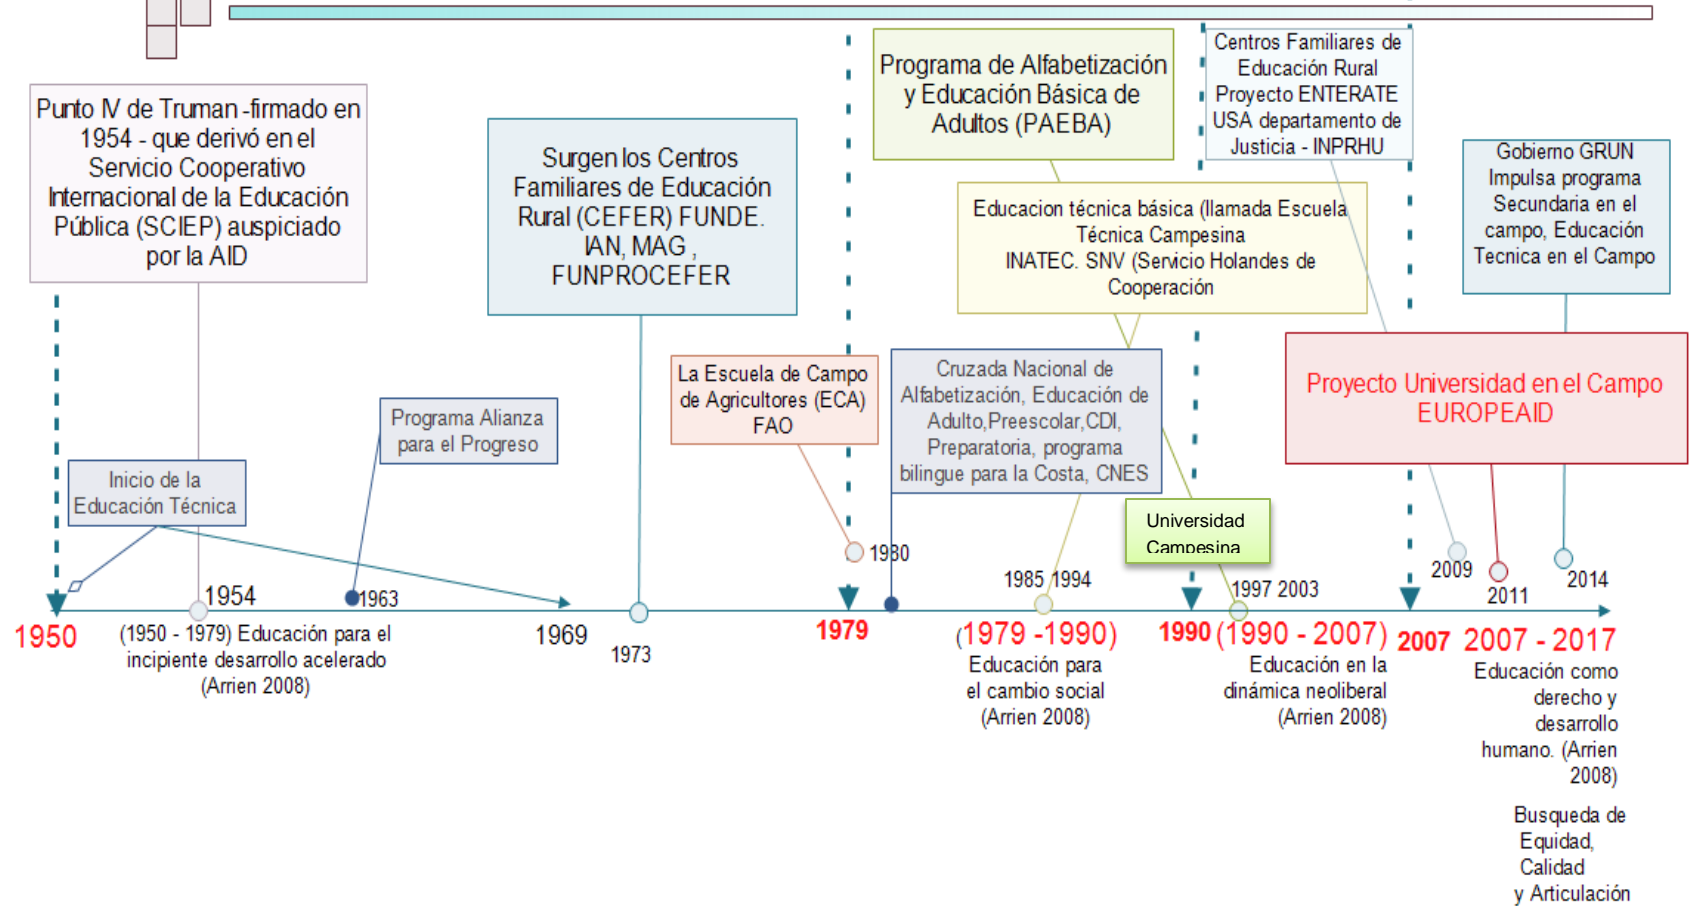 Punto IV de Truman -firmado en
1954 - que derivó en el
Servicio Cooperativo
Internacional de la Educación
Pública (SCIEP) auspiciado
por la AID
Surgen los Centros
Familiares de Educación
Rural (CEFER) FUNDE.
IAN, MAG ,
FUNPROCEFER
Programa de Alfabetización
y Educación Básica de
Adultos (PAEBA)
Centros Familiares de
Educación Rural
Proyecto ENTERATE
USA departamento de
Justicia - INPRHU
Gobierno GRUN
Impulsa programa
Secundaria en el
campo, Educación
Tecnica en el Campo
Educacion técnica básica (llamada Escuela
Técnica Campesina
INATEC. SNV (Servicio Holandes de
Cooperación
Inicio de la
Educación Técnica
Programa Alianza
para el Progreso
La Escuela de Campo
de Agricultores (ECA)
FAO
Cruzada Nacional de
Alfabetización, Educación de
Adulto,Preescolar,CDI,
Preparatoria, programa
bilingue para la Costa, CNES
Proyecto Universidad en el Campo
EUROPEAID
Universidad
Campesina
1954
1963
1980
1985 1994
1997 2003
2009
2011
2014
1950
1969
1973
1979
(1979 -1990)
1990
(1990 - 2007)
2007
2007 - 2017
(1950 - 1979) Educación para el
incipiente desarrollo acelerado
(Arrien 2008)
Educación para
el cambio social
(Arrien 2008)
Educación en la
dinámica neoliberal
(Arrien 2008)
Educación como
derecho y
desarrollo
humano. (Arrien
2008)
Busqueda de
Equidad,
Calidad
y Articulación